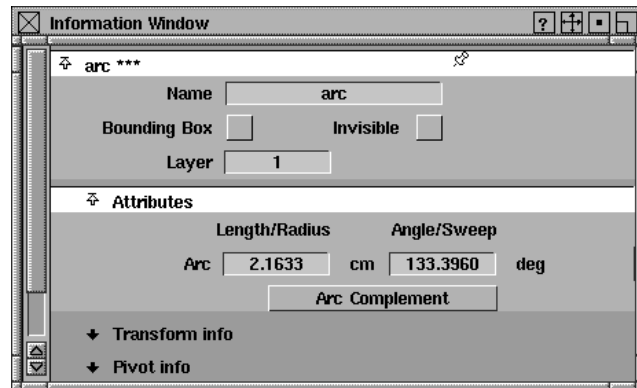 Information Window ?
arc ***
Name arc
Bounding Box Invisible
Layer 1
Attributes
Length/Radius Angle/Sweep
Arc 2.1633 cm 133.3960 deg
Arc Complement
Transform info
Pivot info